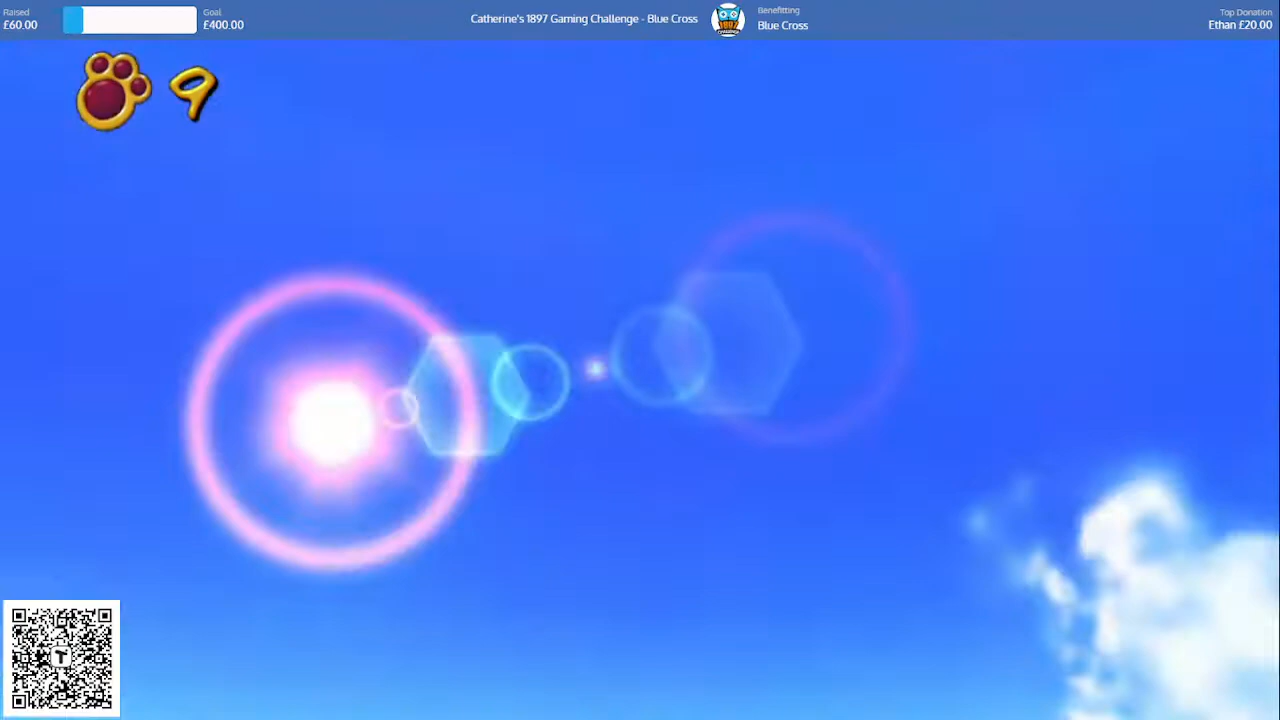 Raised
£60.00
Goal
£400.00
Catherine's 1897 Gaming Challenge - Blue Cross
1897
Benefitting
Blue Cross
Top Donation
Ethan £20.00
9
T